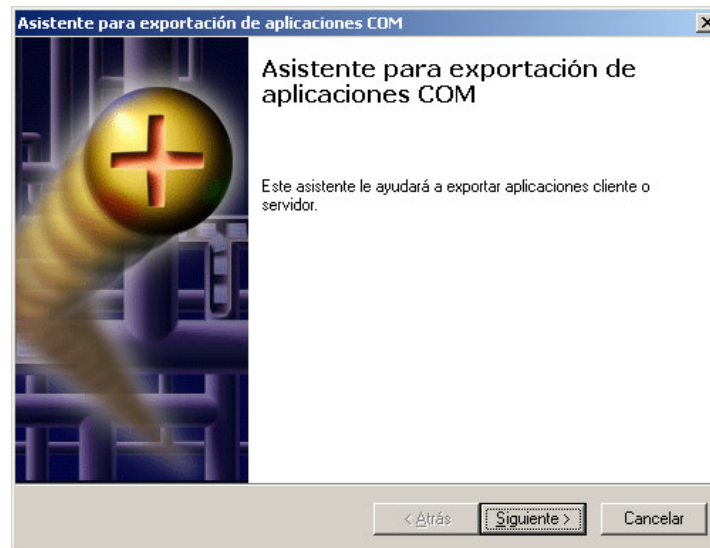 Asistente para exportación de aplicaciones COM
Asistente para exportación de
aplicaciones COM
Este asistente le ayudará a exportar aplicaciones cliente o
servidor.
< Atrás
Siguiente >
Cancelar